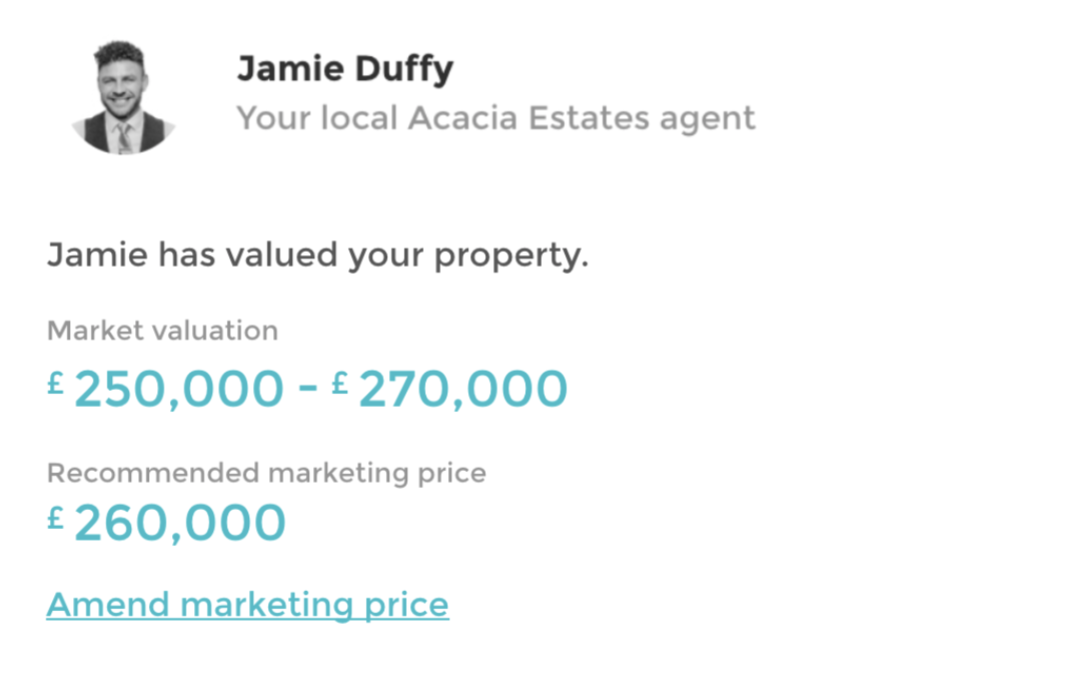 Jamie Duffy
Your local Acacia Estates agent
Jamie has valued your property.
Market valuation
£250,000 - £270,000
Recommended marketing price
£260,000
Amend marketing price